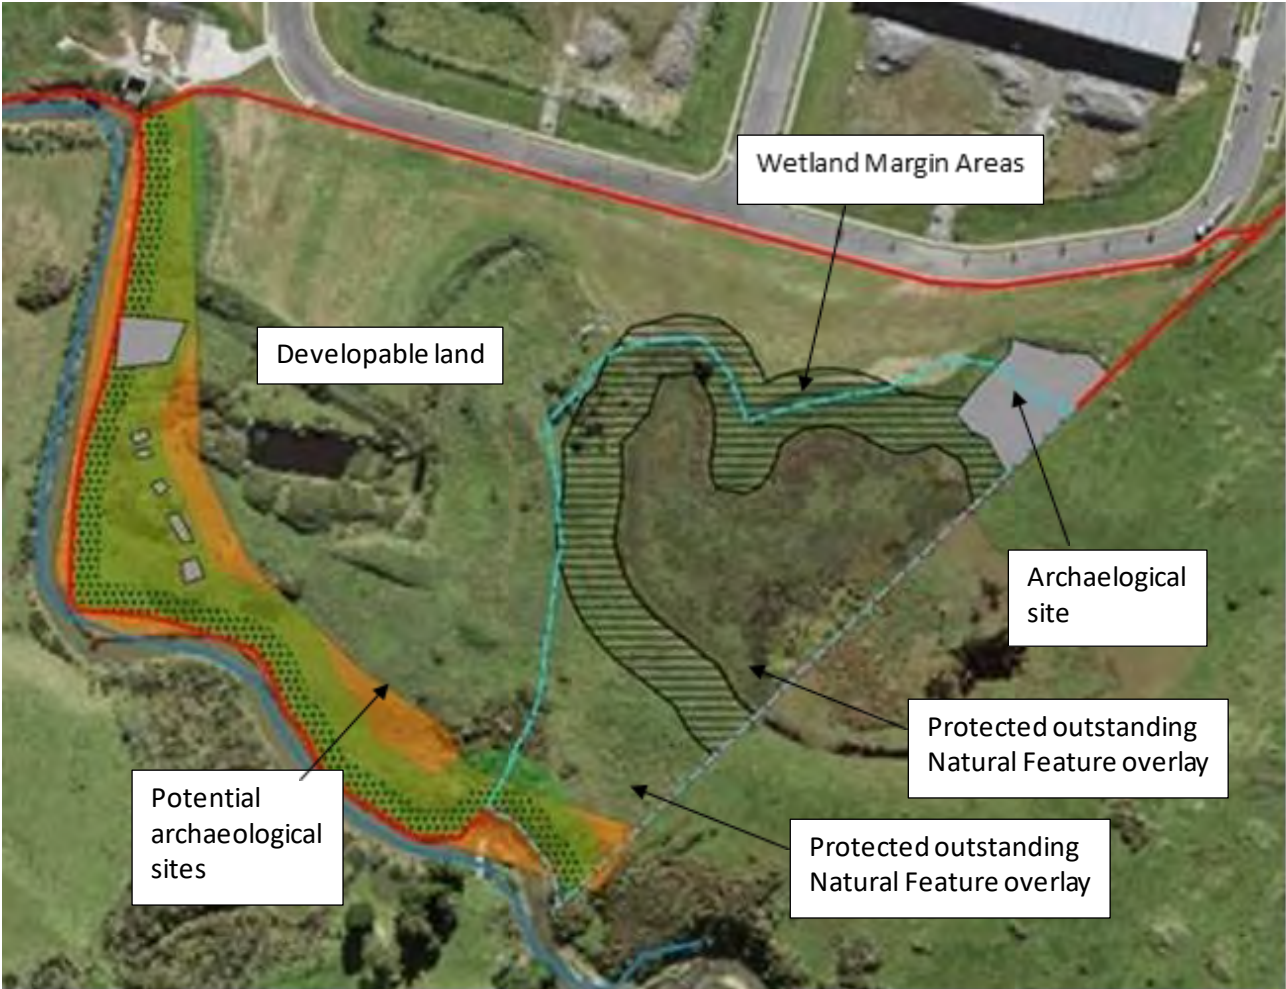 Wetland Margin Areas
Developable land
Archaelogical
site
Protected outstanding
Natural Feature overlay
Potential
archaeological
sites
Protected outstanding
Natural Feature overlay